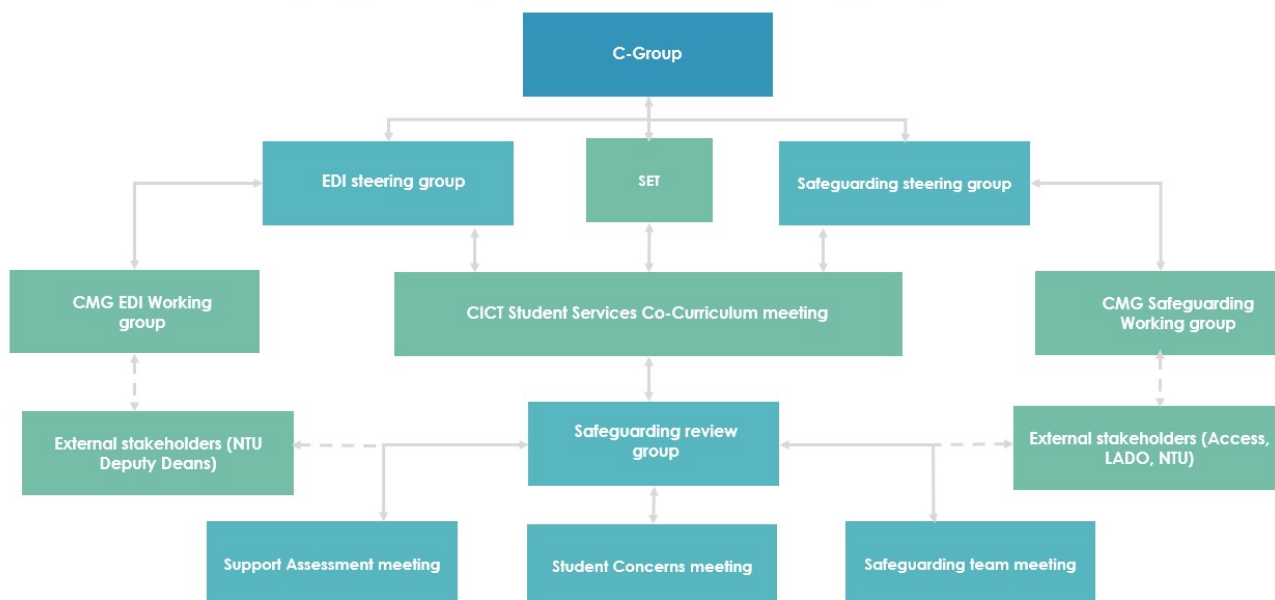 C-Group
EDI steering group
SET
Safeguarding steering group
CMG EDI Working
group
CICT Student Services Co-Curriculum meeting
CMG Safeguarding
Working group
External stakeholders (NTU
Deputy Deans)
Safeguarding review
group
External stakeholders (Access,
LADO, NTU)
Support Assessment meeting
Student Concerns meeting
Safeguarding team meeting